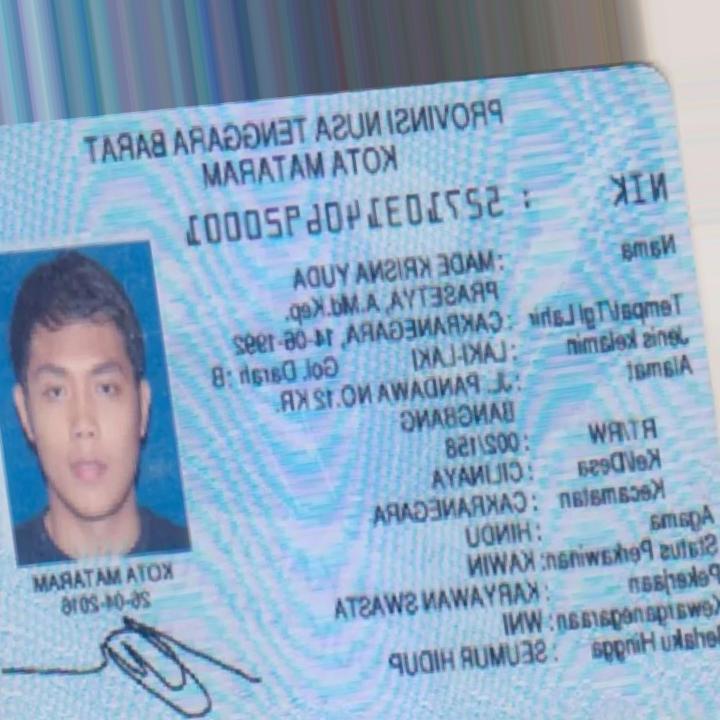 PROVINSI NUSA TENGGARA BARAT
KOTA MATARAM
NIK : 5271031406920001
Nama : MADE KRISNA YUDA
PRASETYA, A.Md.Kep.
Tempat/Tgl Lahir : CAKRANEGARA, 14-06-1992
Jenis kelamin : LAKI-LAKI Gol. Darah : B
Alamat : JL. PANDAWA NO.12 KR.
BANGBANG
RT/RW : 002/158
Kel/Desa : CILINAYA
Kecamatan : CAKRANEGARA
Agama : HINDU
Status Perkawinan: KAWIN
Pekerjaan : KARYAWAN SWASTA
Kewarganegaraan: WNI
Berlaku Hingga : SEUMUR HIDUP
KOTA MATARAM
26-04-2016